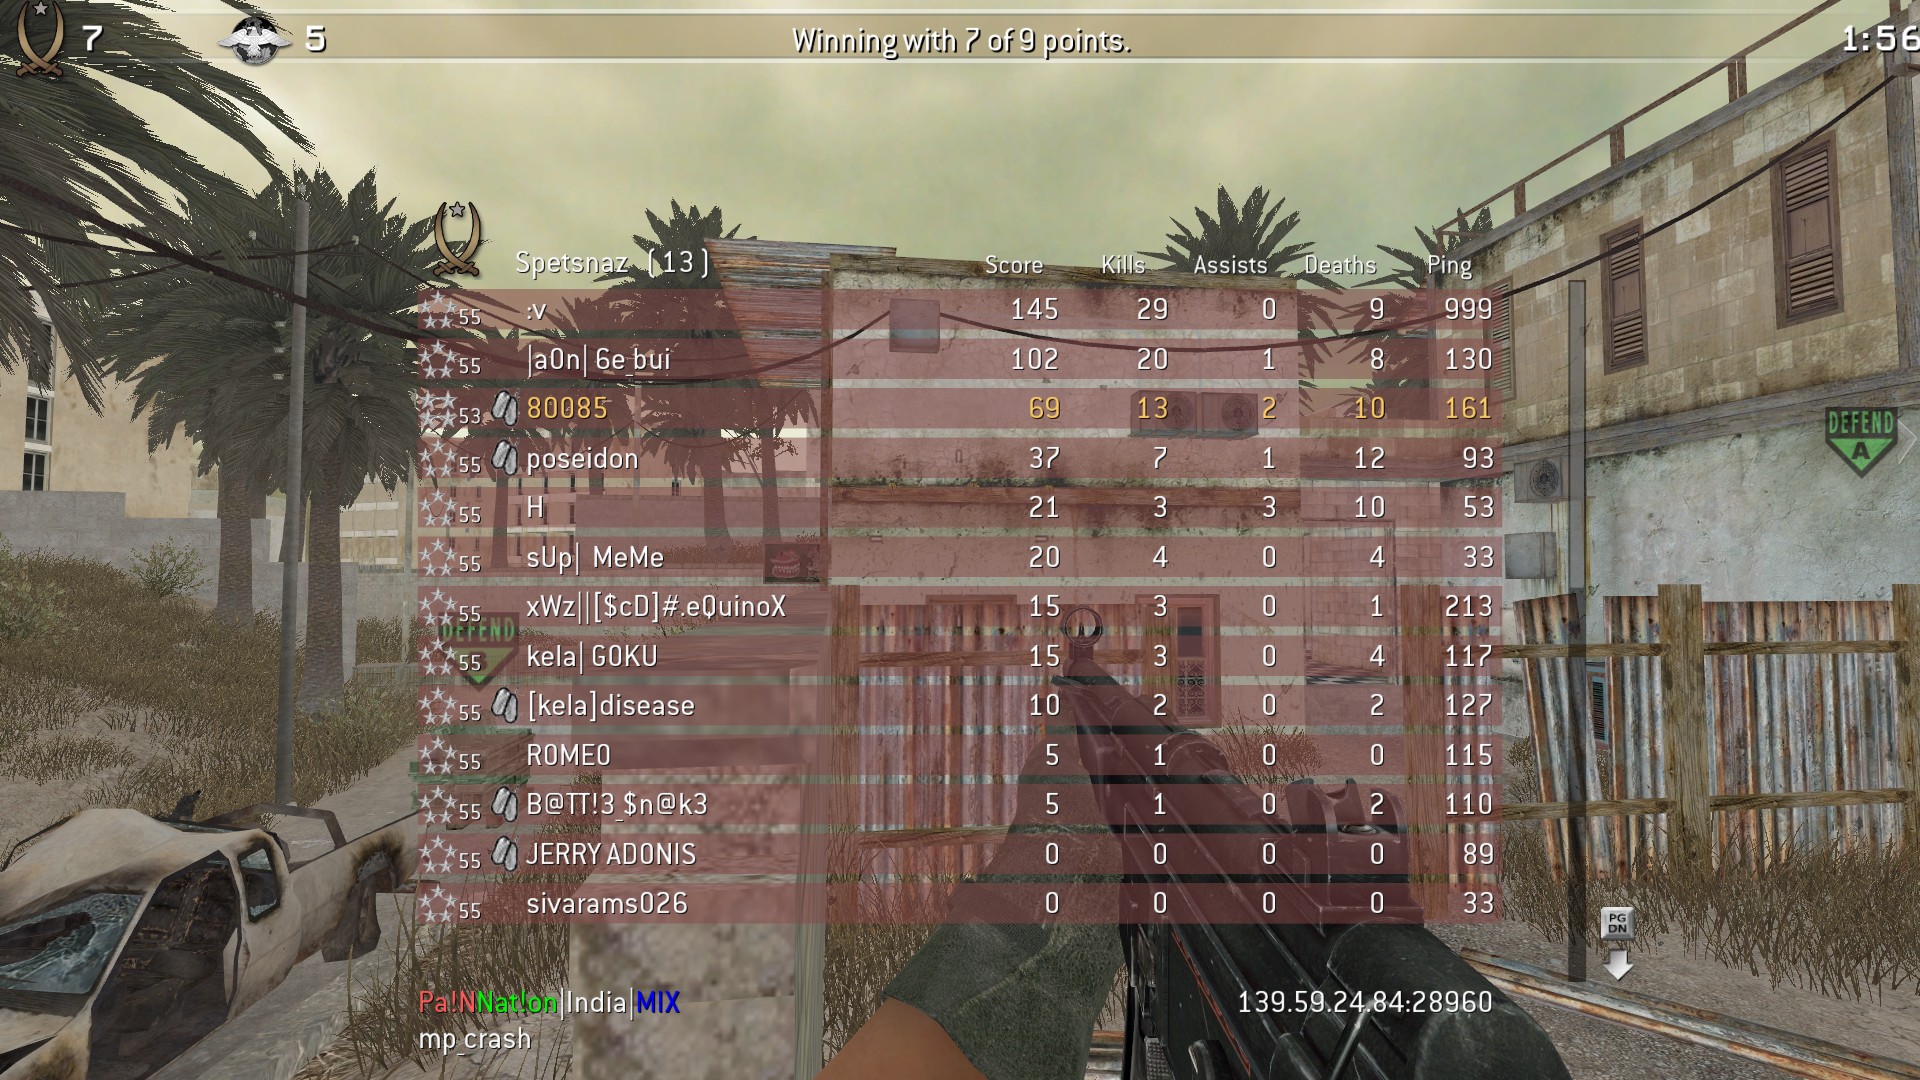 7 5 Winning with 7 of 9 points. 1:56
Spetsnaz ( 13 ) Score Kills Assists Deaths Ping
55 :v 145 29 0 9 999
55 |aOn| 6e_bui 102 20 1 8 130
53 80085 69 13 2 10 161
55 poseidon 37 7 1 12 93
55 H 21 3 3 10 53
55 sUp| MeMe 20 4 0 4 33
55 xWz||[$cD]#.eQuinoX 15 3 0 1 213
55 kela| GOKU 15 3 0 4 117
55 [kela]disease 10 2 0 2 127
55 ROMEO 5 1 0 0 115
55 B@TT!3_$n@k3 5 1 0 2 110
55 JERRY ADONIS 0 0 0 0 89
55 sivarams026 0 0 0 0 33
DEFEND
A
DEFEND
PG
DN
Pa!NNat!on|India|MIX 139.59.24.84:28960
mp_crash